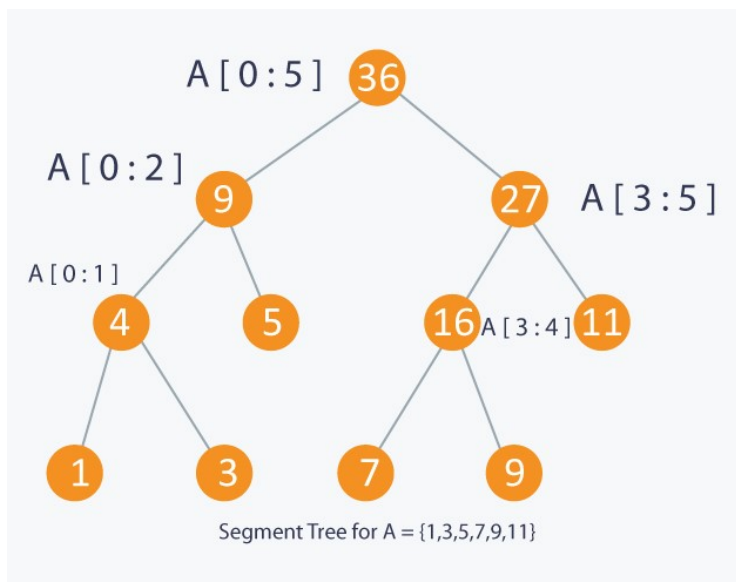 A[0:5] 36
A[0:2] 9 27 A[3:5]
A[0:1] 4 5 16 A[3:4] 11
1 3 7 9
Segment Tree for A = {1,3,5,7,9,11}